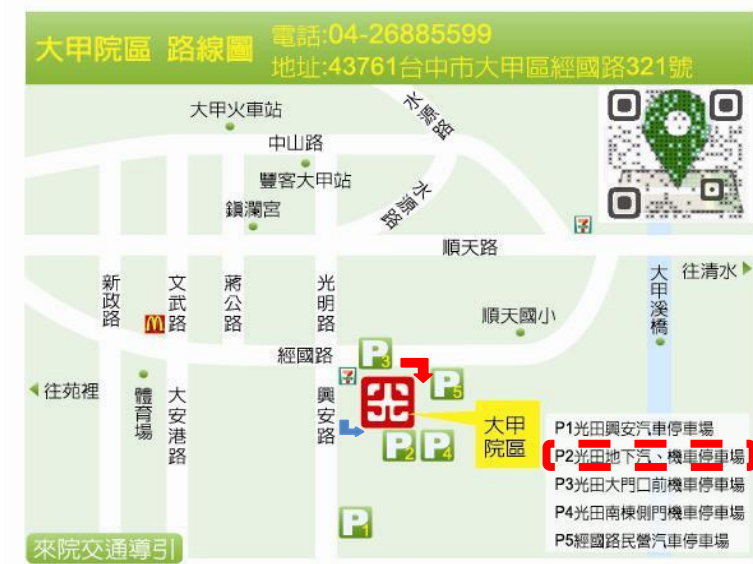 大甲院區 路線圖
電話:04-26885599
地址:43761台中市大甲區經國路321號
大甲火車站
水源路
中山路
豐客大甲站
水源路
鎮瀾宮
7
順天路
新政路
文武路
蔣公路
光明路
大甲溪橋
往清水
M
順天國小
經國路
P3
7
P5
往苑裡
體育場
大安港路
興安路
大甲
院區
P2
P4
P1
P1光田興安汽車停車場
P2光田地下汽、機車停車場
P3光田大門口前機車停車場
P4光田南棟側門機車停車場
P5經國路民營汽車停車場
來院交通導引